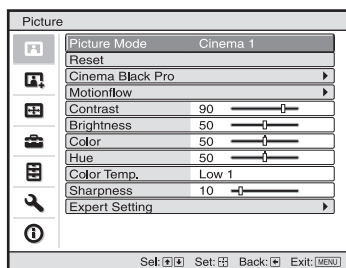 Picture
Picture Mode Cinema 1
Reset
Cinema Black Pro
Motionflow
Contrast 90
Brightness 50
Color 50
Hue 50
Color Temp. Low 1
Sharpness 10
Expert Setting
Sel: Set: Back: Exit: MENU